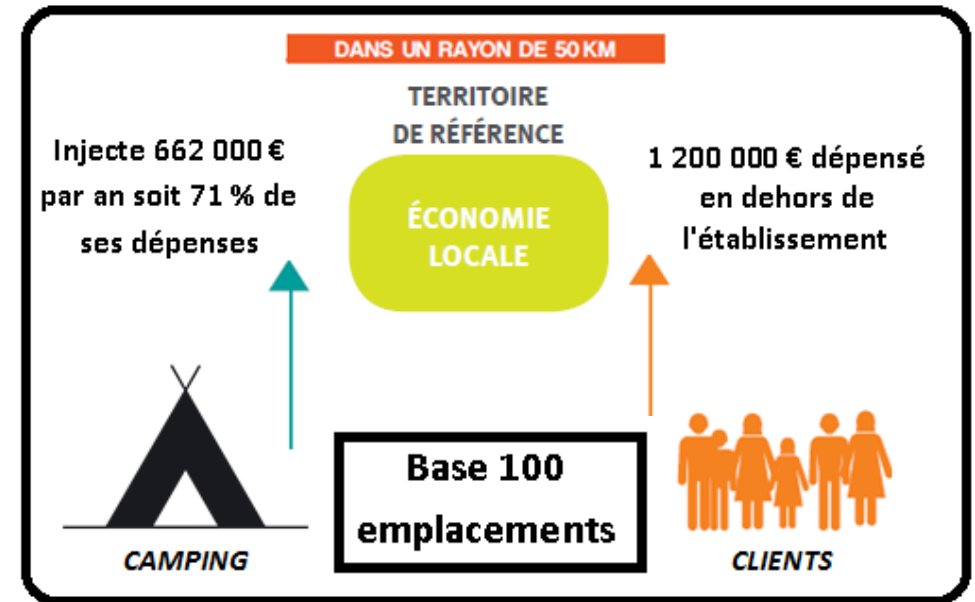 DANS UN RAYON DE 50 KM
TERRITOIRE
DE RÉFÉRENCE
Injecte 662 000 €
par an soit 71 % de
ses dépenses
ÉCONOMIE
LOCALE
1 200 000 € dépensé
en dehors de
l'établissement
Base 100
emplacements
CAMPING
CLIENTS